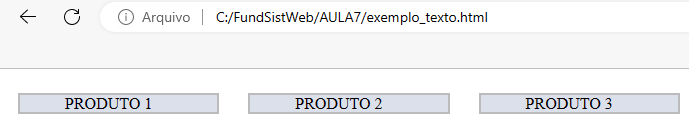 Arquivo | C:/FundSistWeb/AULA7/exemplo_texto.html
PRODUTO 1 PRODUTO 2 PRODUTO 3